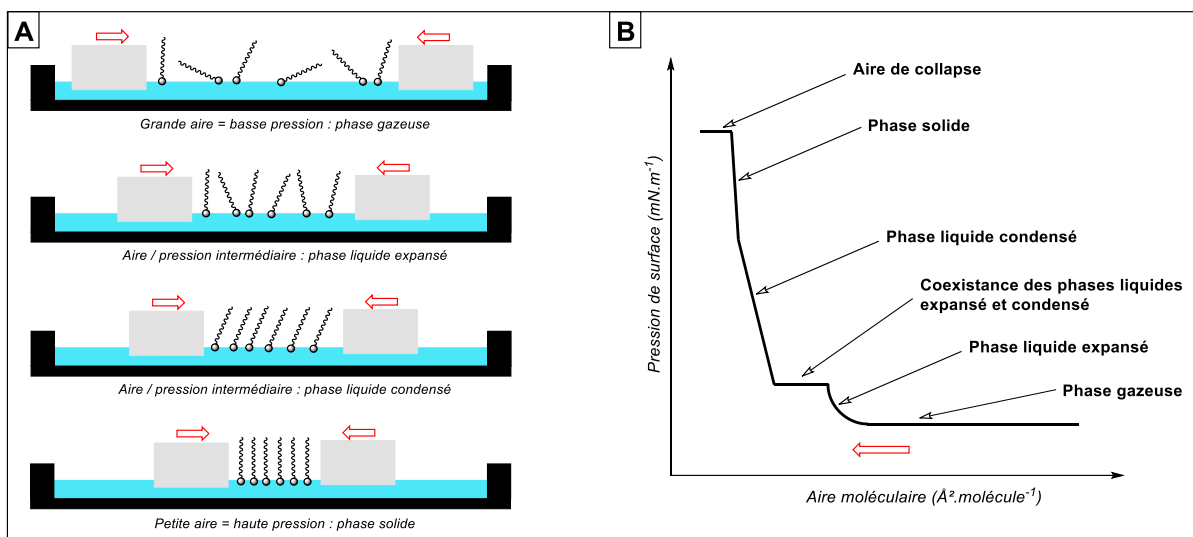 A
Grande aire = basse pression : phase gazeuse
Aire / pression intermédiaire : phase liquide expansé
Aire / pression intermédiaire : phase liquide condensé
Petite aire = haute pression : phase solide
B
Pression de surface (mN.m-1)
Aire de collapse
Phase solide
Phase liquide condensé
Coexistance des phases liquides
expansé et condensé
Phase liquide expansé
Phase gazeuse
Aire moléculaire (Å².molécule-1)